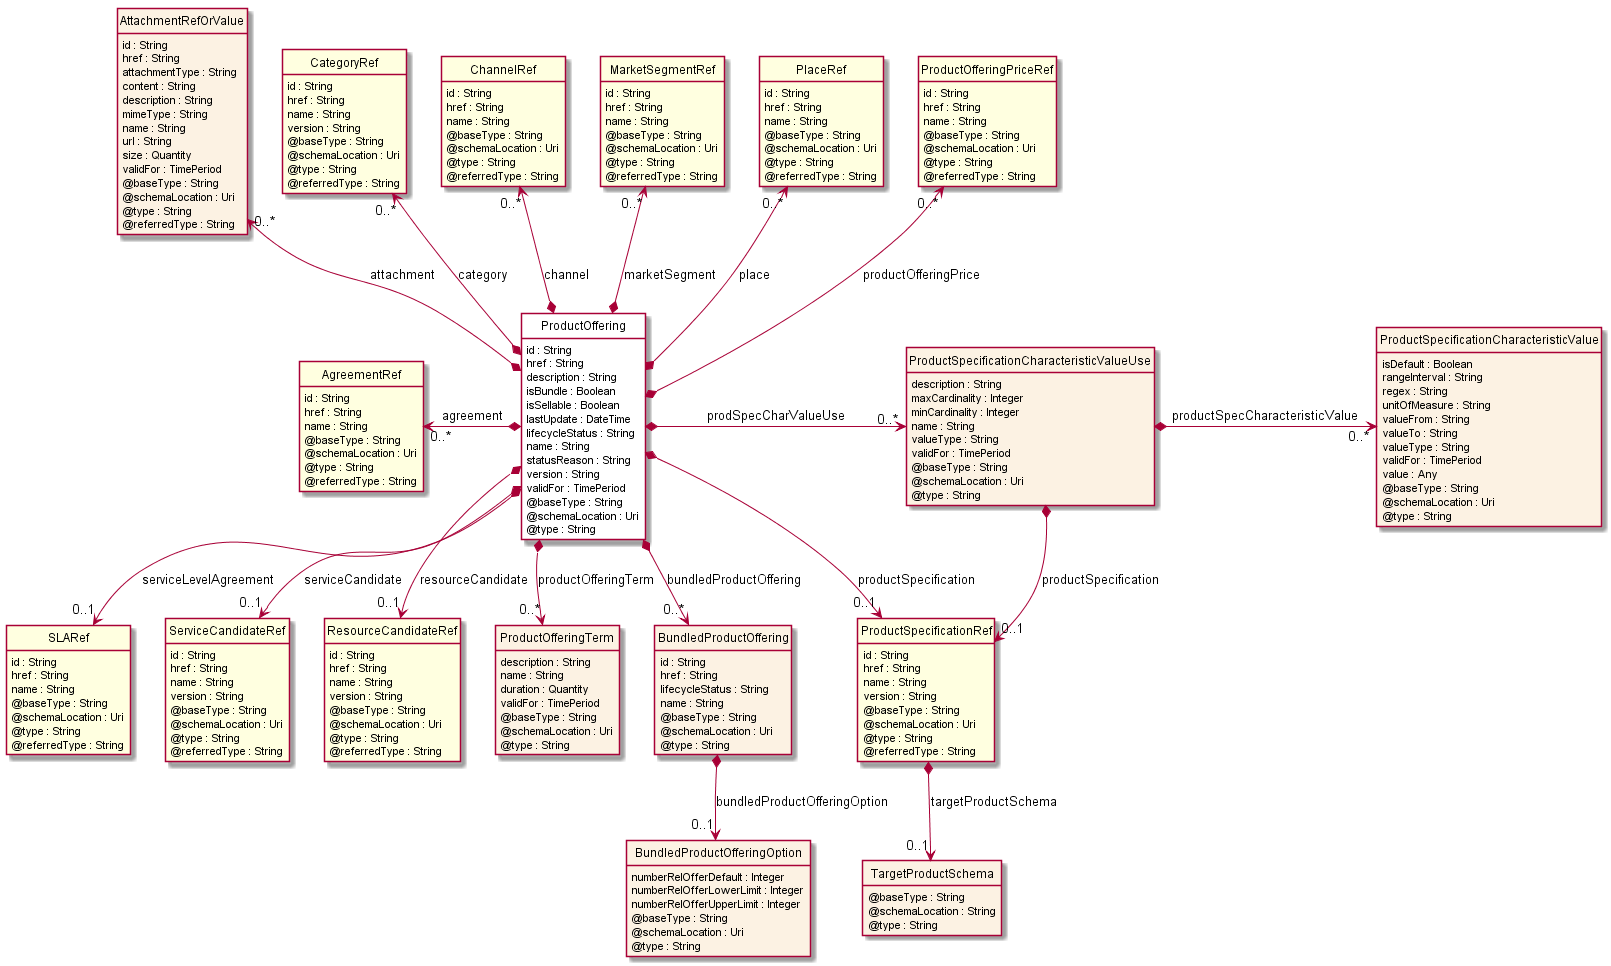 AttachmentRefOrValue
id : String
href : String
attachmentType : String
content : String
description : String
mimeType : String
name : String
url : String
size : Quantity
validFor : TimePeriod
@baseType : String
@schemaLocation : Uri
@type : String
@referredType : String
CategoryRef
id : String
href : String
name : String
version : String
@baseType : String
@schemaLocation : Uri
@type : String
@referredType : String
ChannelRef
id : String
href : String
name : String
@baseType : String
@schemaLocation : Uri
@type : String
@referredType : String
MarketSegmentRef
id : String
href : String
name : String
@baseType : String
@schemaLocation : Uri
@type : String
@referredType : String
PlaceRef
id : String
href : String
name : String
@baseType : String
@schemaLocation : Uri
@type : String
@referredType : String
ProductOfferingPriceRef
id : String
href : String
name : String
@baseType : String
@schemaLocation : Uri
@type : String
@referredType : String
0..*
0..*
0..*
0..*
0..*
0..*
attachment
category
channel
marketSegment
place
productOfferingPrice
AgreementRef
id : String
href : String
name : String
@baseType : String
@schemaLocation : Uri
@type : String
@referredType : String
agreement
0..*
ProductOffering
id : String
href : String
description : String
isBundle : Boolean
isSellable : Boolean
lastUpdate : DateTime
lifecycleStatus : String
name : String
statusReason : String
version : String
validFor : TimePeriod
@baseType : String
@schemaLocation : Uri
@type : String
prodSpecCharValueUse
0..*
ProductSpecificationCharacteristicValueUse
description : String
maxCardinality : Integer
minCardinality : Integer
name : String
valueType : String
validFor : TimePeriod
@baseType : String
@schemaLocation : Uri
@type : String
productSpecCharacteristicValue
0..*
ProductSpecificationCharacteristicValue
isDefault : Boolean
rangeInterval : String
regex : String
unitOfMeasure : String
valueFrom : String
valueTo : String
valueType : String
validFor : TimePeriod
value : Any
@baseType : String
@schemaLocation : Uri
@type : String
serviceLevelAgreement
serviceCandidate
resourceCandidate
productOfferingTerm
bundledProductOffering
productSpecification
productSpecification
0..1
0..1
0..1
0..*
0..*
0..1
0..1
SLARef
id : String
href : String
name : String
@baseType : String
@schemaLocation : Uri
@type : String
@referredType : String
ServiceCandidateRef
id : String
href : String
name : String
version : String
@baseType : String
@schemaLocation : Uri
@type : String
@referredType : String
ResourceCandidateRef
id : String
href : String
name : String
version : String
@baseType : String
@schemaLocation : Uri
@type : String
@referredType : String
ProductOfferingTerm
description : String
name : String
duration : Quantity
validFor : TimePeriod
@baseType : String
@schemaLocation : Uri
@type : String
BundledProductOffering
id : String
href : String
lifecycleStatus : String
name : String
@baseType : String
@schemaLocation : Uri
@type : String
ProductSpecificationRef
id : String
href : String
name : String
version : String
@baseType : String
@schemaLocation : Uri
@type : String
@referredType : String
bundledProductOfferingOption
0..1
targetProductSchema
0..1
BundledProductOfferingOption
numberRelOfferDefault : Integer
numberRelOfferLowerLimit : Integer
numberRelOfferUpperLimit : Integer
@baseType : String
@schemaLocation : Uri
@type : String
TargetProductSchema
@baseType : String
@schemaLocation : String
@type : String